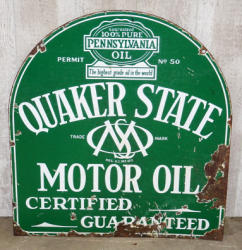 GUARANTEED
100% PURE
PENNSYLVANIA
OIL
PERMIT Nº 50
The highest grade oil in the world
QUAKER STATE
TRADE MARK
MOTOR OIL
CERTIFIED
GUARANTEED